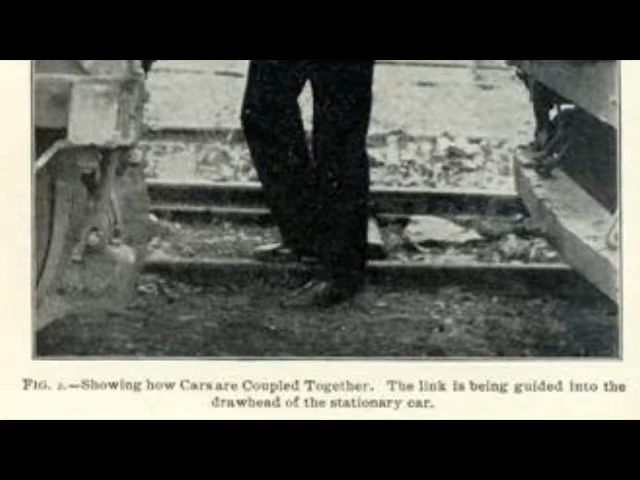 FIG. 2.—Showing how Cars are Coupled Together. The link is being guided into the
drawhead of the stationary car.